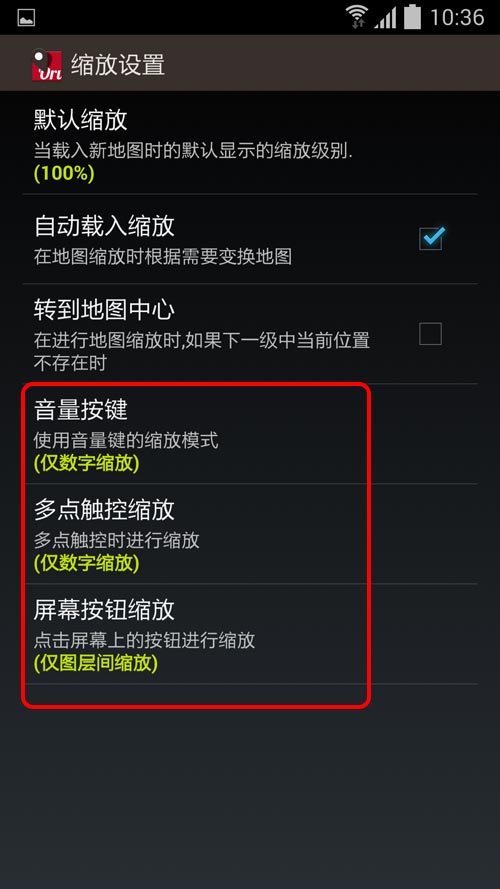 10:36
Ori
缩放设置
默认缩放
当载入新地图时的默认显示的缩放级别.
(100%)
自动载入缩放
在地图缩放时根据需要变换地图
转到地图中心
在进行地图缩放时,如果下一级中当前位置
不存在时
音量按键
使用音量键的缩放模式
(仅数字缩放)
多点触控缩放
多点触控时进行缩放
(仅数字缩放)
屏幕按钮缩放
点击屏幕上的按钮进行缩放
(仅图层间缩放)